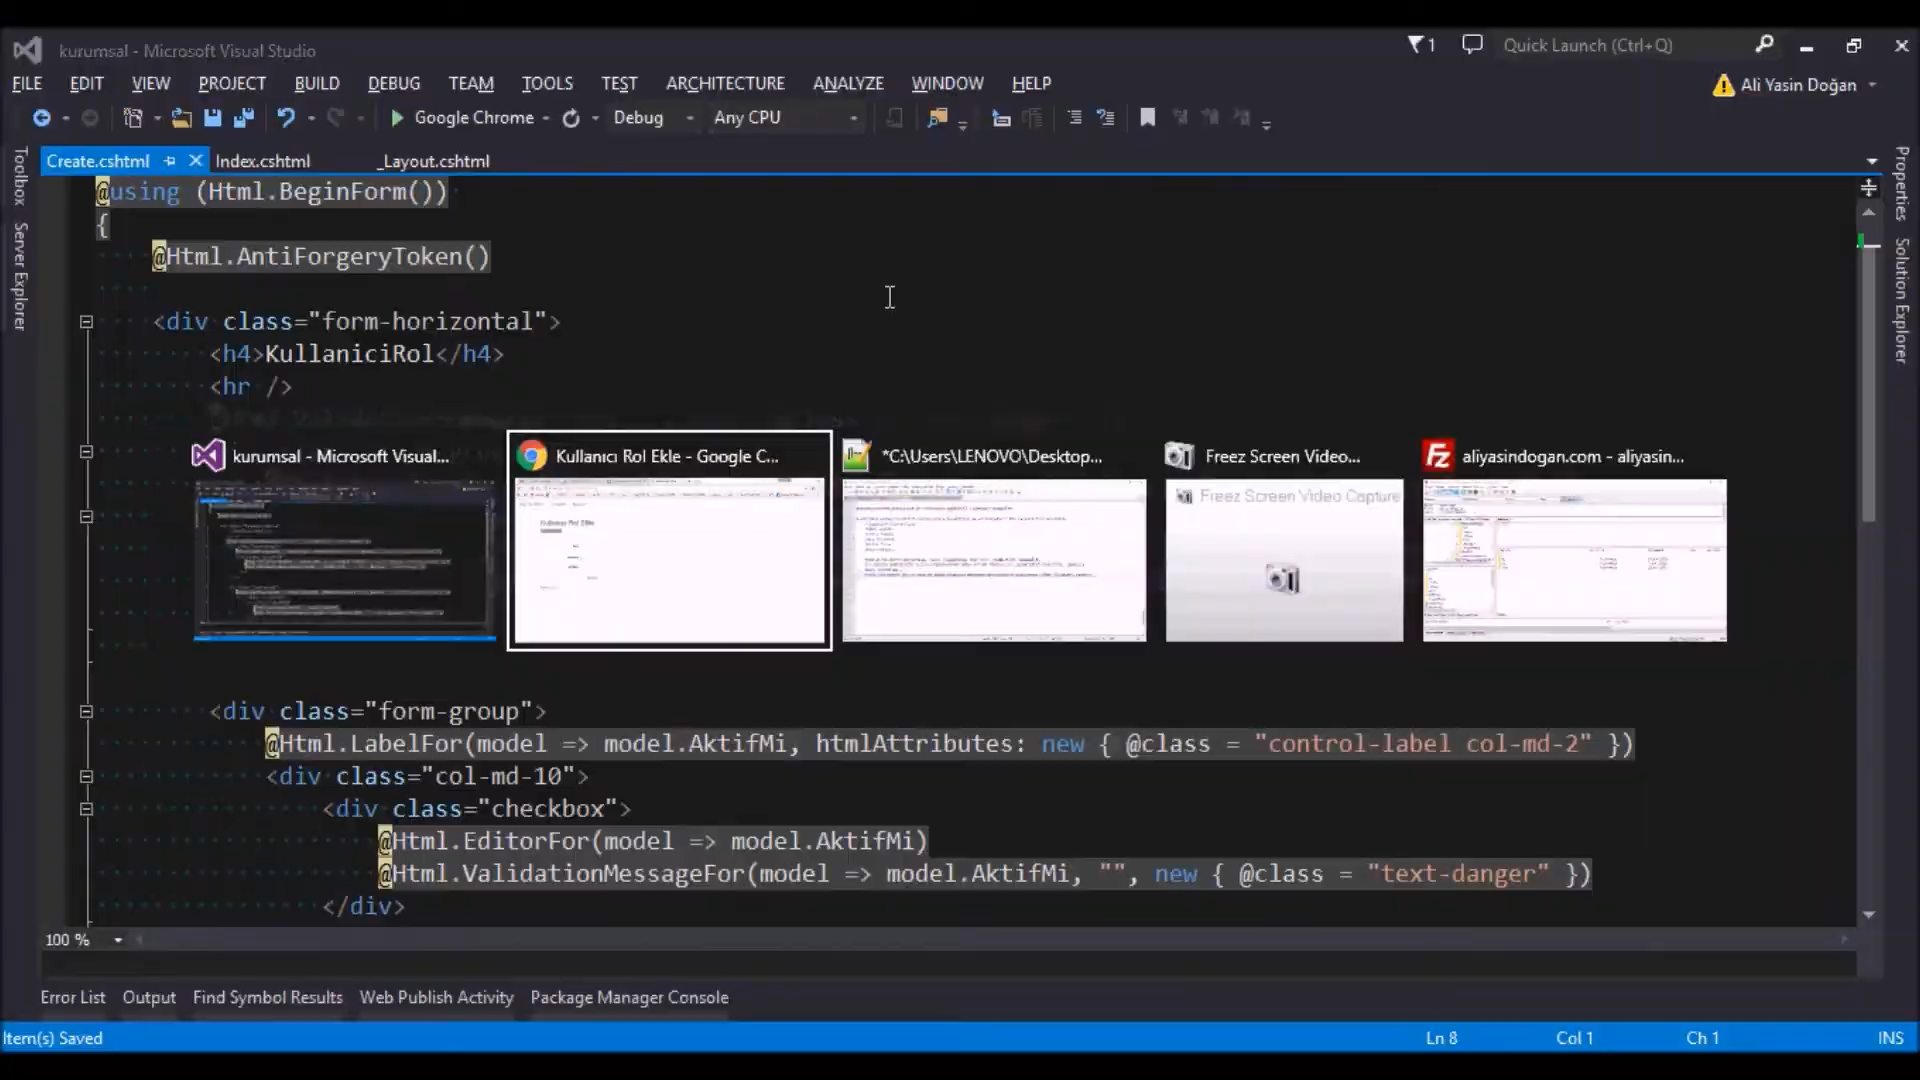 kurumsal - Microsoft Visual Studio
1
Quick Launch (Ctrl+Q)
FILE EDIT VIEW PROJECT BUILD DEBUG TEAM TOOLS TEST ARCHITECTURE ANALYZE WINDOW HELP
Ali Yasin Doğan
Google Chrome Debug Any CPU
Create.cshtml Index.cshtml _Layout.cshtml
Toolbox
Server Explorer
Properties
Solution Explorer
@using (Html.BeginForm())
{
@Html.AntiForgeryToken()
<div class="form-horizontal">
<h4>KullaniciRol</h4>
<hr />
kurumsal - Microsoft Visual...
Kullanıcı Rol Ekle - Google C...
*C:\Users\LENOVO\Desktop...
Freez Screen Video...
aliyasindogan.com - aliyasin...
Kullanıcı Rol Ekle
Freez Screen Video Capture
<div class="form-group">
@Html.LabelFor(model => model.AktifMi, htmlAttributes: new { @class = "control-label col-md-2" })
<div class="col-md-10">
<div class="checkbox">
@Html.EditorFor(model => model.AktifMi)
@Html.ValidationMessageFor(model => model.AktifMi, "", new { @class = "text-danger" })
</div>
100 %
Error List Output Find Symbol Results Web Publish Activity Package Manager Console
Item(s) Saved
Ln 8 Col 1 Ch 1 INS